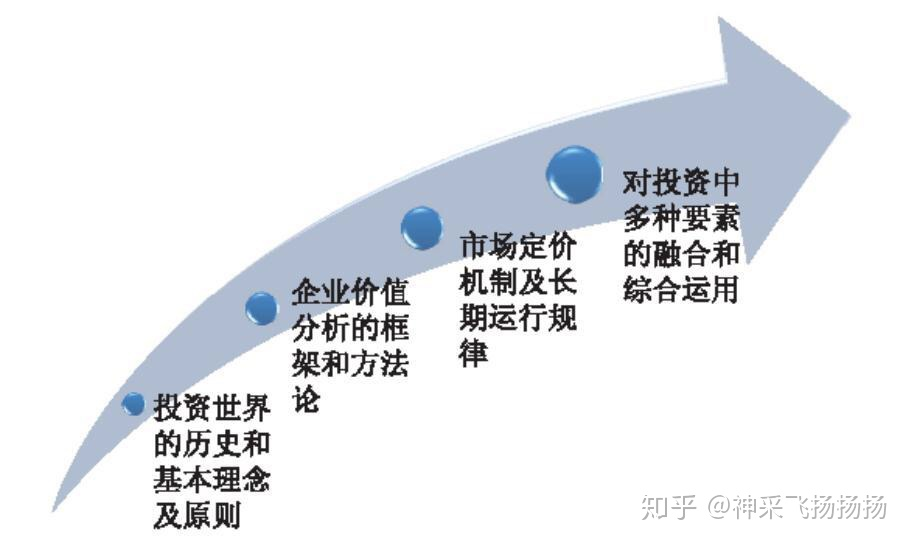 投资世界
的历史和
基本理念
及原则
企业价值
分析的框
架和方法
论
市场定价
机制及长
期运行规
律
对投资中
多种要素
的融合和
综合运用
知乎 @神采飞扬扬扬